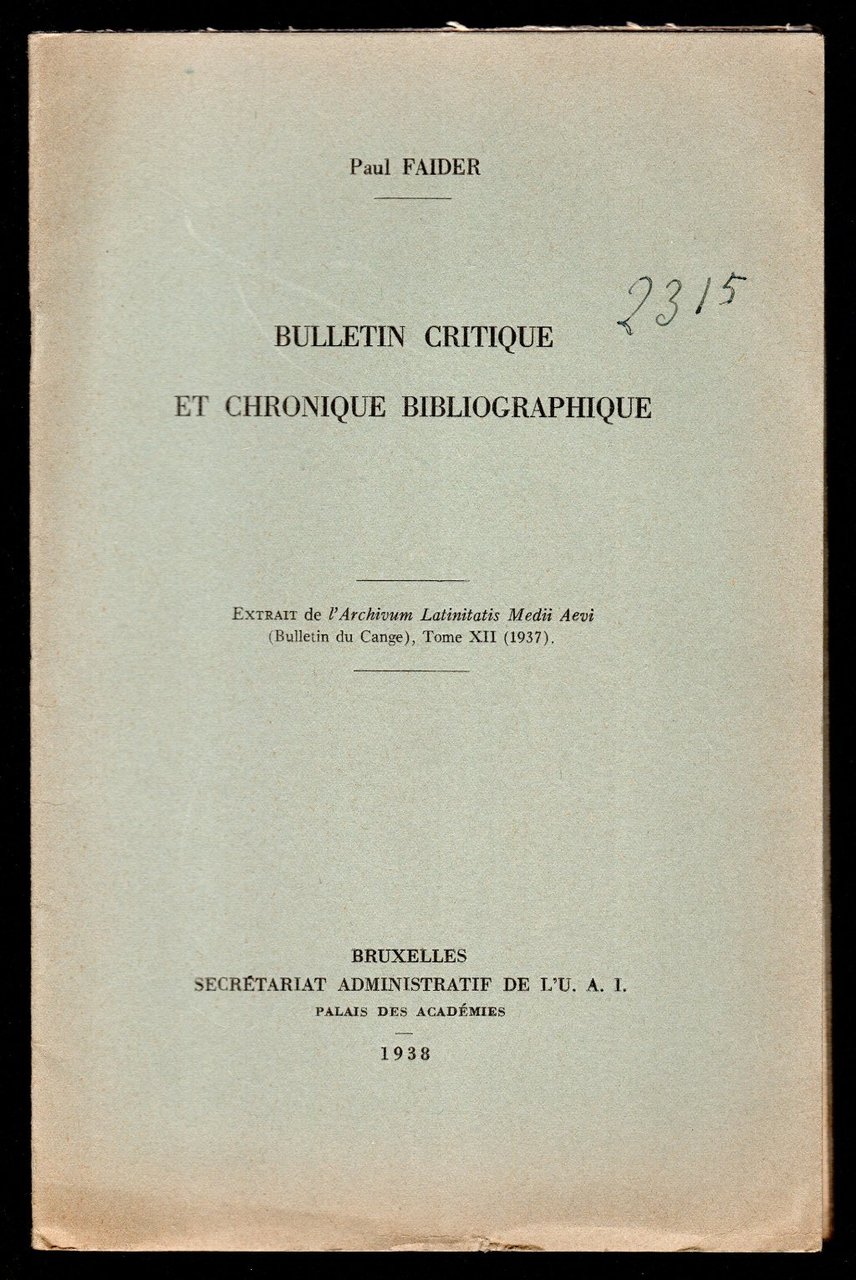 Paul FAIDER
2315
BULLETIN CRITIQUE
ET CHRONIQUE BIBLIOGRAPHIQUE
EXTRAIT de l'Archivum Latinitatis Medii Aevi
(Bulletin du Cange), Tome XII (1937).
BRUXELLES
SECRÉTARIAT ADMINISTRATIF DE L'U. A. I.
PALAIS DES ACADÉMIES
1938